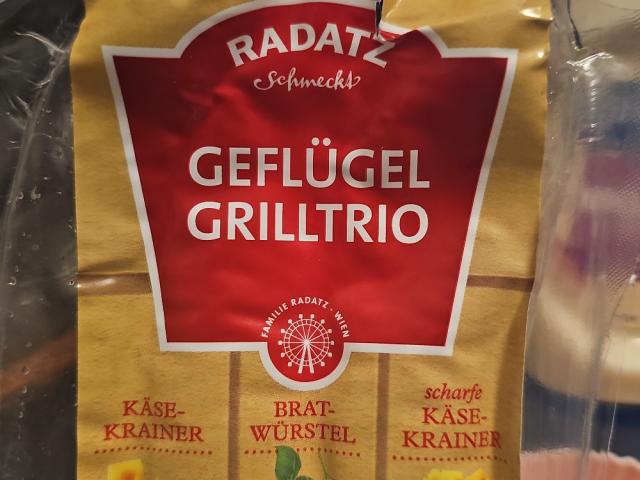 RADATZ
Schmeckt
GEFLÜGEL
GRILLTRIO
FAMILIE RADATZ · WIEN
KÄSE-
KRAINER
BRAT-
WÜRSTEL
scharfe
KÄSE-
KRAINER